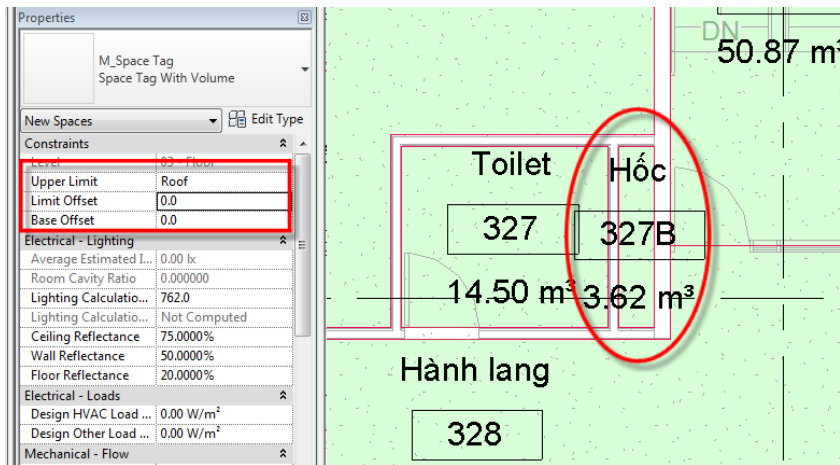 Properties
M_Space Tag
Space Tag With Volume
New Spaces
Edit Type
Constraints
Level 03 - Floor
Upper Limit Roof
Limit Offset 0.0
Base Offset 0.0
Electrical - Lighting
Average Estimated I... 0.00 lx
Room Cavity Ratio 0.000000
Lighting Calculatio... 762.0
Lighting Calculatio... Not Computed
Ceiling Reflectance 75.0000%
Wall Reflectance 50.0000%
Floor Reflectance 20.0000%
Electrical - Loads
Design HVAC Load ... 0.00 W/m²
Design Other Load ... 0.00 W/m²
Mechanical - Flow
DN
50.87 m³
Toilet
327
14.50 m³
Hốc
327B
3.62 m³
Hành lang
328